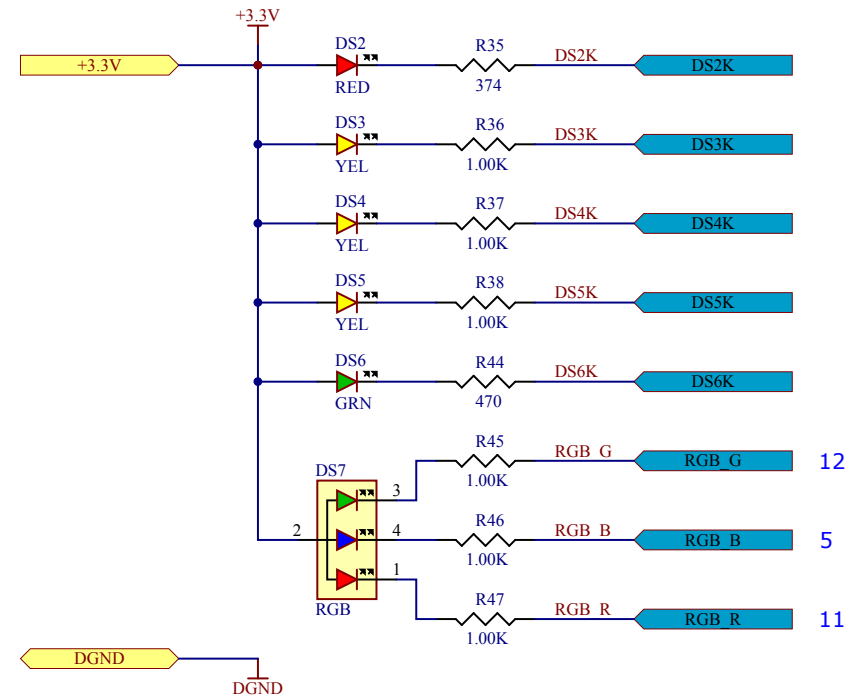 +3.3V
+3.3V
DS2
RED
R35
374
DS2K
DS2K
DS3
YEL
R36
1.00K
DS3K
DS3K
DS4
YEL
R37
1.00K
DS4K
DS4K
DS5
YEL
R38
1.00K
DS5K
DS5K
DS6
GRN
R44
470
DS6K
DS6K
DS7
2
3
4
1
RGB
R45
1.00K
RGB_G
RGB_G
12
R46
1.00K
RGB_B
RGB_B
5
R47
1.00K
RGB_R
RGB_R
11
DGND
DGND